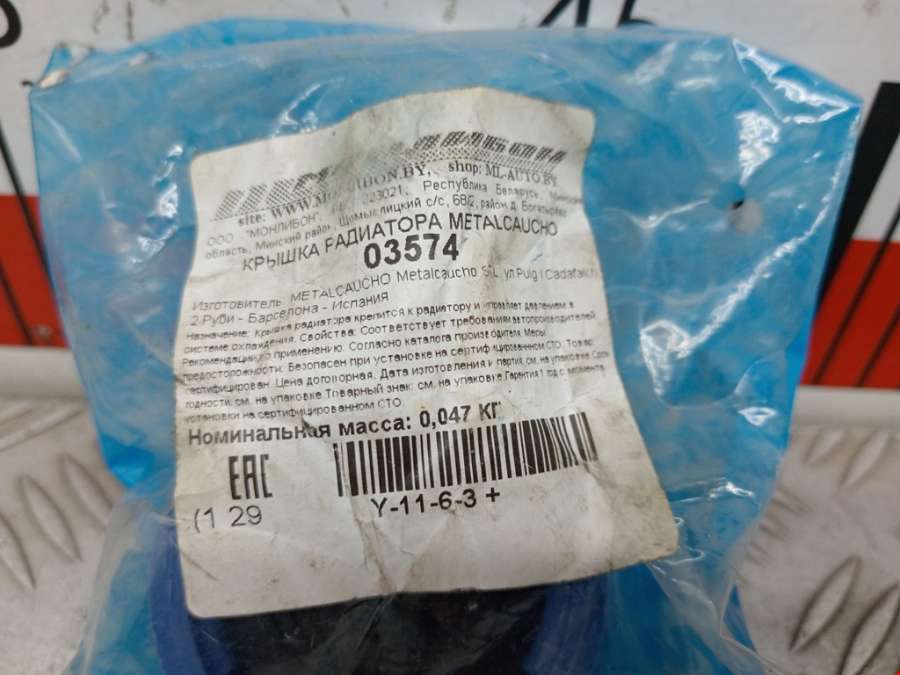 15
site: WWW.MONLIBON.BY, shop: ML-AUTO.BY
ООО "МОНЛИБОН", 223021, Республика Беларусь, Минская
область, Минский район, Щомыслицкий с/с, 68/2, район д. Богатырёво
КРЫШКА РАДИАТОРА METALCAUCHO
03574
Изготовитель: METALCAUCHO Metalcaucho S.L. ул.Puig i Cadafalch
2-Руби - Барселона - Испания
Назначение: Крышка радиатора крепится к радиатору и управляет давлением в
системе охлаждения. Свойства: Соответствует требованиям автопроизводителей.
Рекомендации по применению: Согласно каталога производителя. Меры
предосторожности: Безопасен при установке на сертифицированном СТО. Товар
сертифицирован. Цена договорная. Дата изготовления и партия: см. на упаковке. Срок
годности: см. на упаковке. Товарный знак: см. на упаковке. Гарантия 1 год с момента
установки на сертифицированном СТО.
Номинальная масса: 0,047 КГ
EAC
(1 29
Y-11-6-3 +